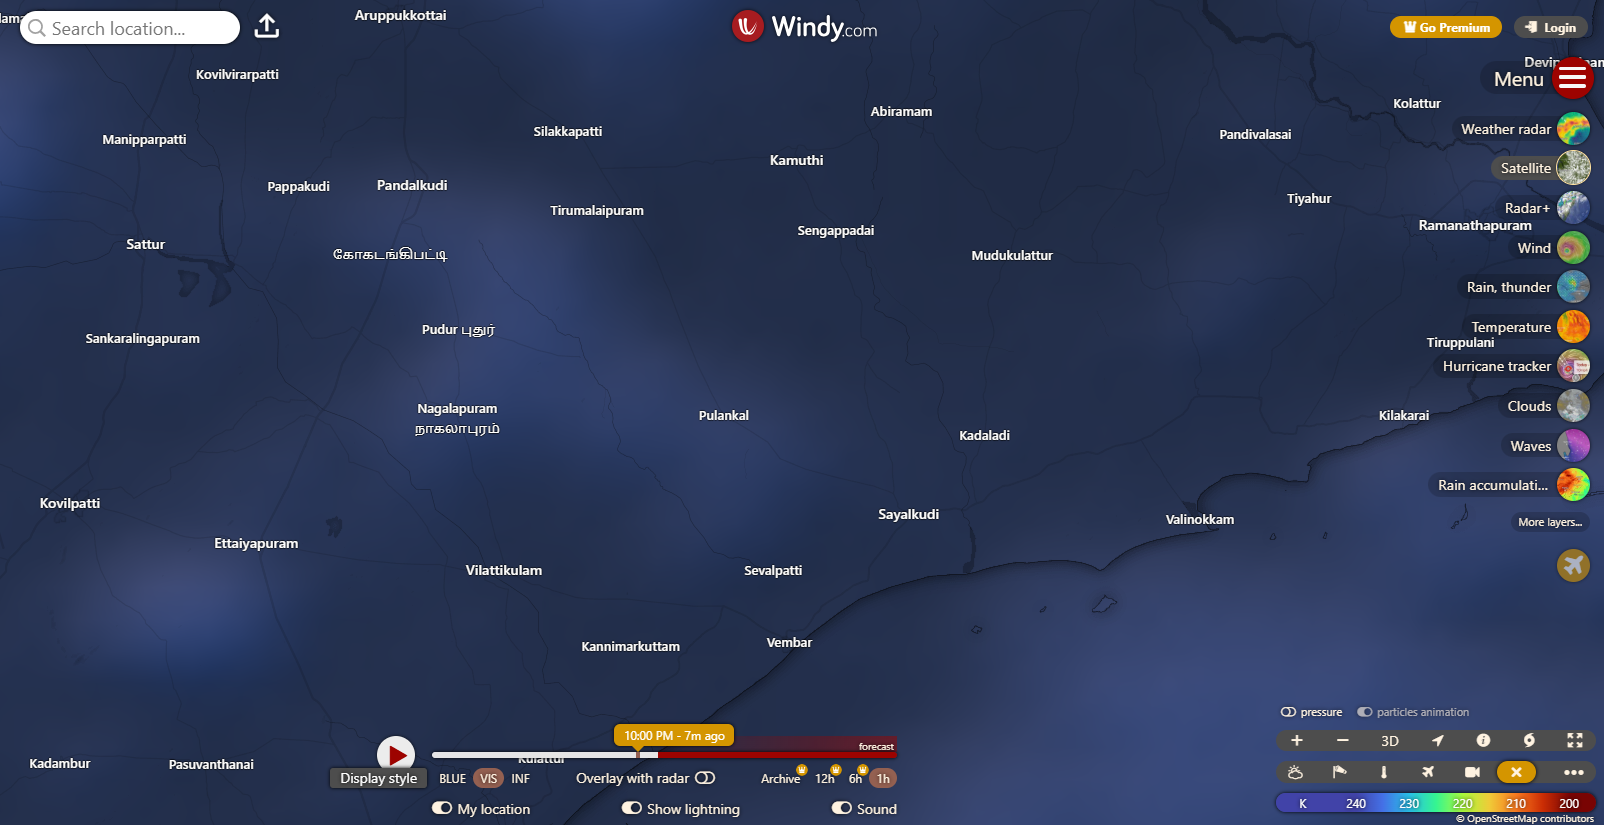 Search location...
Aruppukkottai
Windy.com
Go Premium
Login
Kovilvirarpatti
Menu
Abiramam
Kolattur
Manipparpatti
Silakkapatti
Pandivalasai
Weather radar
Kamuthi
Satellite
Pappakudi
Pandalkudi
Tirumalaipuram
Tiyahur
Radar+
Sengappadai
Ramanathapuram
Sattur
கோகடங்கிபட்டி
Mudukulattur
Wind
Rain, thunder
Sankaralingapuram
Pudur புதுர்
Temperature
Tiruppulani
Hurricane tracker
Nagalapuram
நாகலாபுரம்
Pulankal
Kadaladi
Kilakarai
Clouds
Waves
Rain accumulati...
Kovilpatti
Sayalkudi
Valinokkam
More layers...
Ettaiyapuram
Vilattikulam
Sevalpatti
Kannimarkuttam
Vembar
pressure
particles animation
10:00 PM - 7m ago
forecast
3D
Kadambur
Pasuvanthanai
Kulattur
Display style
BLUE
VIS
INF
Overlay with radar
Archive
12h
6h
1h
My location
Show lightning
Sound
K 240 230 220 210 200
© OpenStreetMap contributors